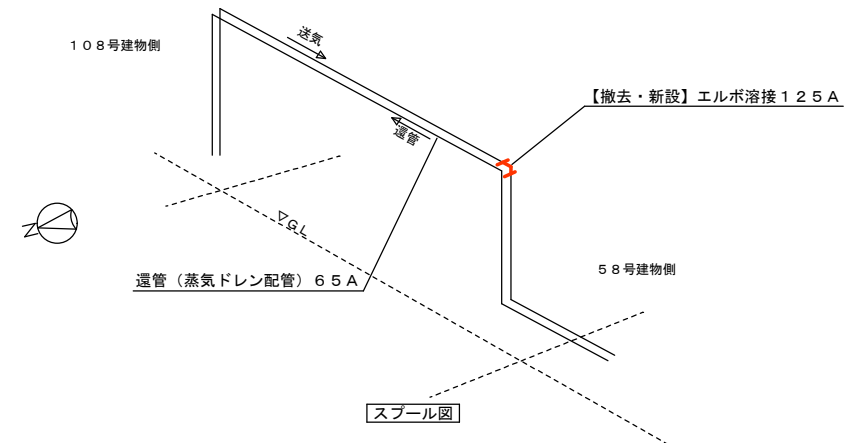 送気
１０８号建物側
【撤去・新設】エルボ溶接１２５Ａ
還管
N
▽ＧＬ
５８号建物側
還管（蒸気ドレン配管）６５Ａ
スプール図